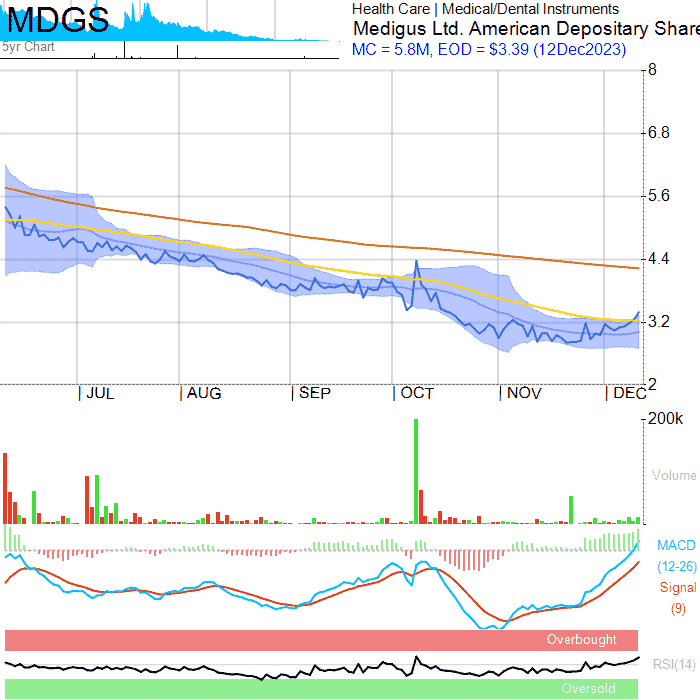 MDGS
5yr Chart
Health Care | Medical/Dental Instruments
Medigus Ltd. American Depositary Share
MC = 5.8M, EOD = $3.39 (12Dec2023)
8
6.8
5.6
4.4
3.2
2
| JUL | AUG | SEP | OCT | NOV | DEC
200k
Volume
MACD
(12-26)
Signal
(9)
Overbought
RSI(14)
Oversold